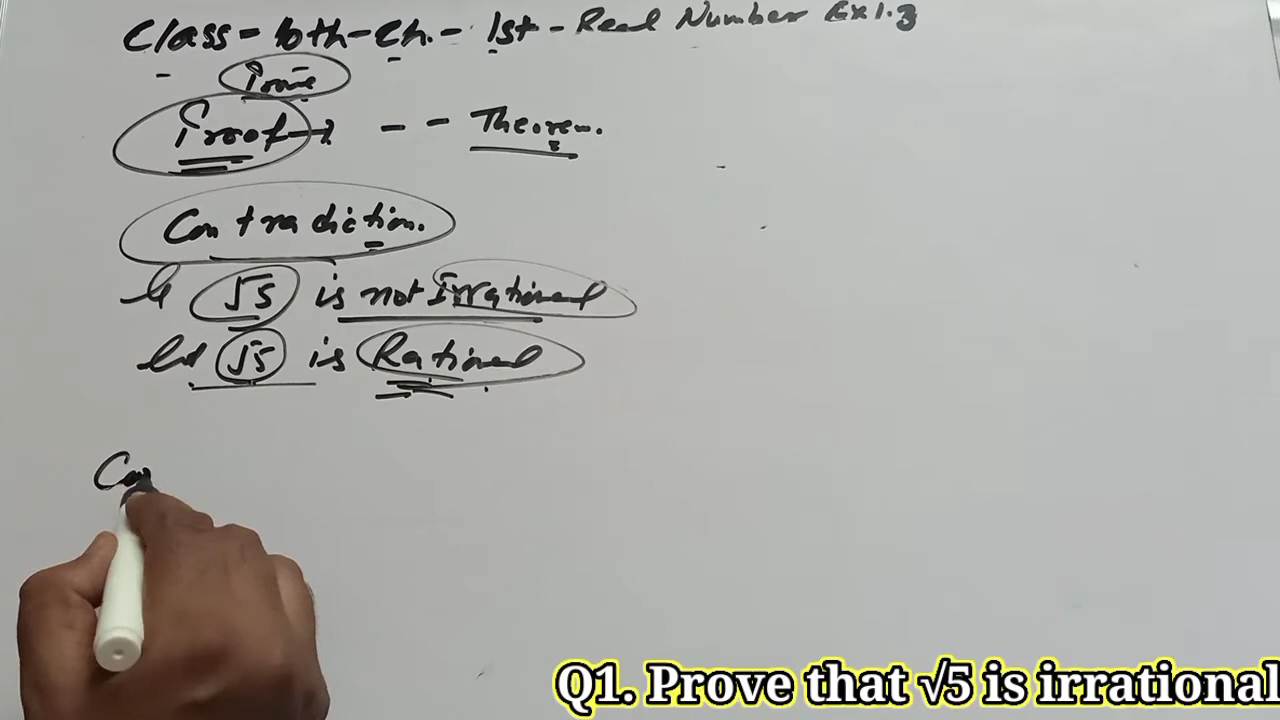 Class - 10th - Ch. - 1st - Real Number Ex 1.3
Prove
Proof → - - Theorem.
Contradiction.
√5 is not Irrational
Let √5 is Rational
Q1. Prove that √5 is irrational